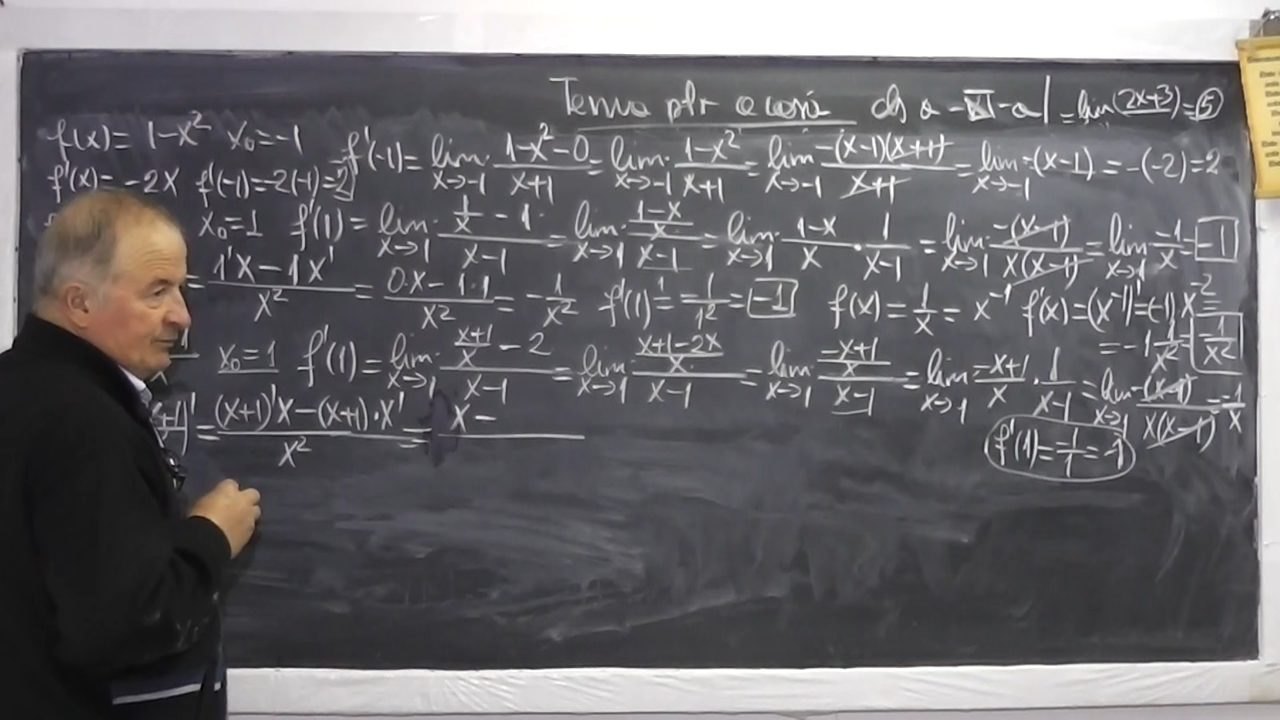 Tema ptr acasă = lim (2x+3) = 5
f(x) = 1-x² x₀=-1 f'(-1) = lim x→-1 (1-x²-0)/(x+1) = lim x→-1 (1-x²)/(x+1) = lim x→-1 (-(x-1)(x+1))/(x+1) = lim x→-1 -(x-1) = -(-2) = 2
f'(x) = -2x f'(-1) = -2(-1) = 2
x₀=1 f'(1) = lim x→1 (1/x - 1)/(x-1) = lim x→1 ((1-x)/x)/(x-1) = lim x→1 (1-x)/x · 1/(x-1) = lim x→1 (-(x-1))/(x(x-1)) = lim x→1 -1/x = -1
= (1'x - 1x')/x² = (0·x - 1·1)/x² = -1/x² f'(1) = -1/1² = -1 f(x) = 1/x = x⁻¹ f'(x) = (x⁻¹)' = (-1)x⁻² =
= -1 1/x² = -1/x²
x₀=1 f'(1) = lim x→1 ((x+1)/x - 2)/(x-1) = lim x→1 ((x+1-2x)/x)/(x-1) = lim x→1 ((-x+1)/x)/(x-1) = lim x→1 (-x+1)/x · 1/(x-1) = lim x→1 (-(x-1))/(x(x-1)) = -1/x
x+1)' = ((x+1)'x - (x+1)·x')/x² = x -
f'(1) = -1/1 = -1